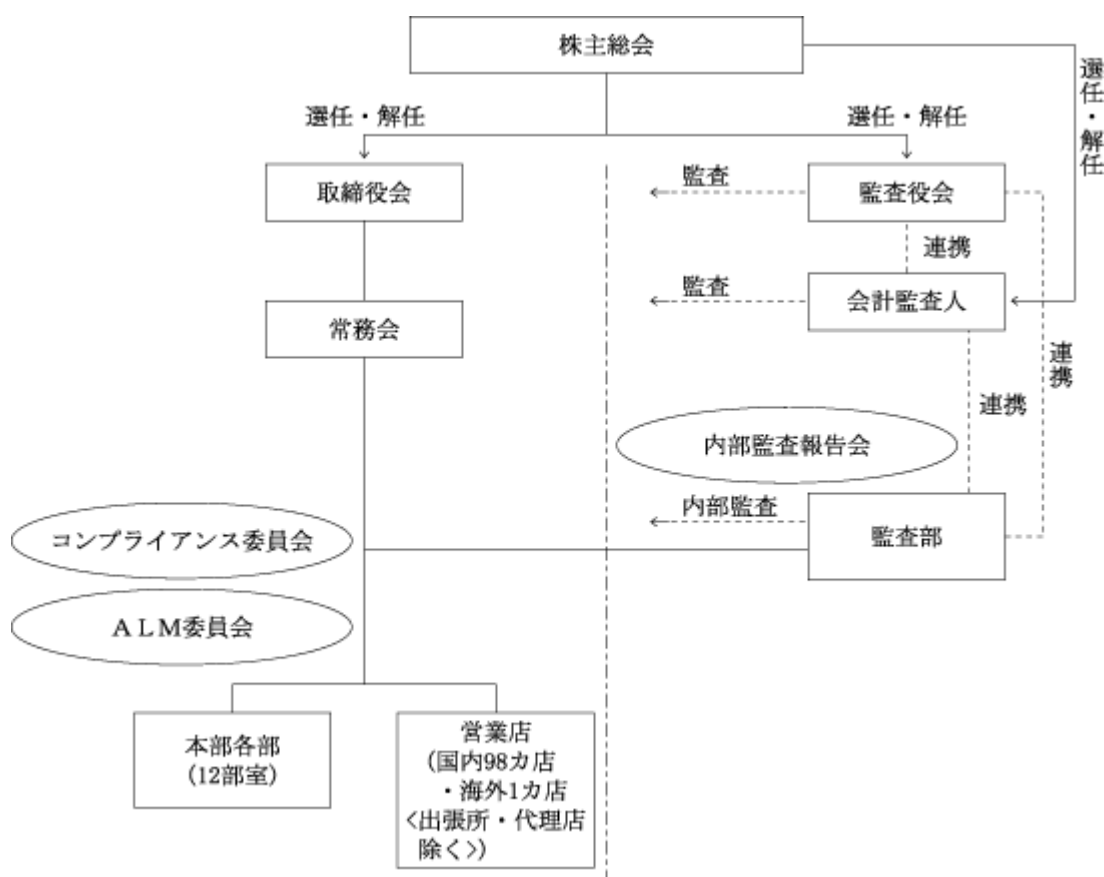 株主総会
選任・解任
選任・解任
選任・解任
取締役会
監査
監査役会
連携
監査
会計監査人
常務会
連携
連携
内部監査報告会
内部監査
監査部
コンプライアンス委員会
ＡＬＭ委員会
本部各部
(12部室)
営業店
(国内98カ店
・海外1カ店
<出張所・代理店
除く>)